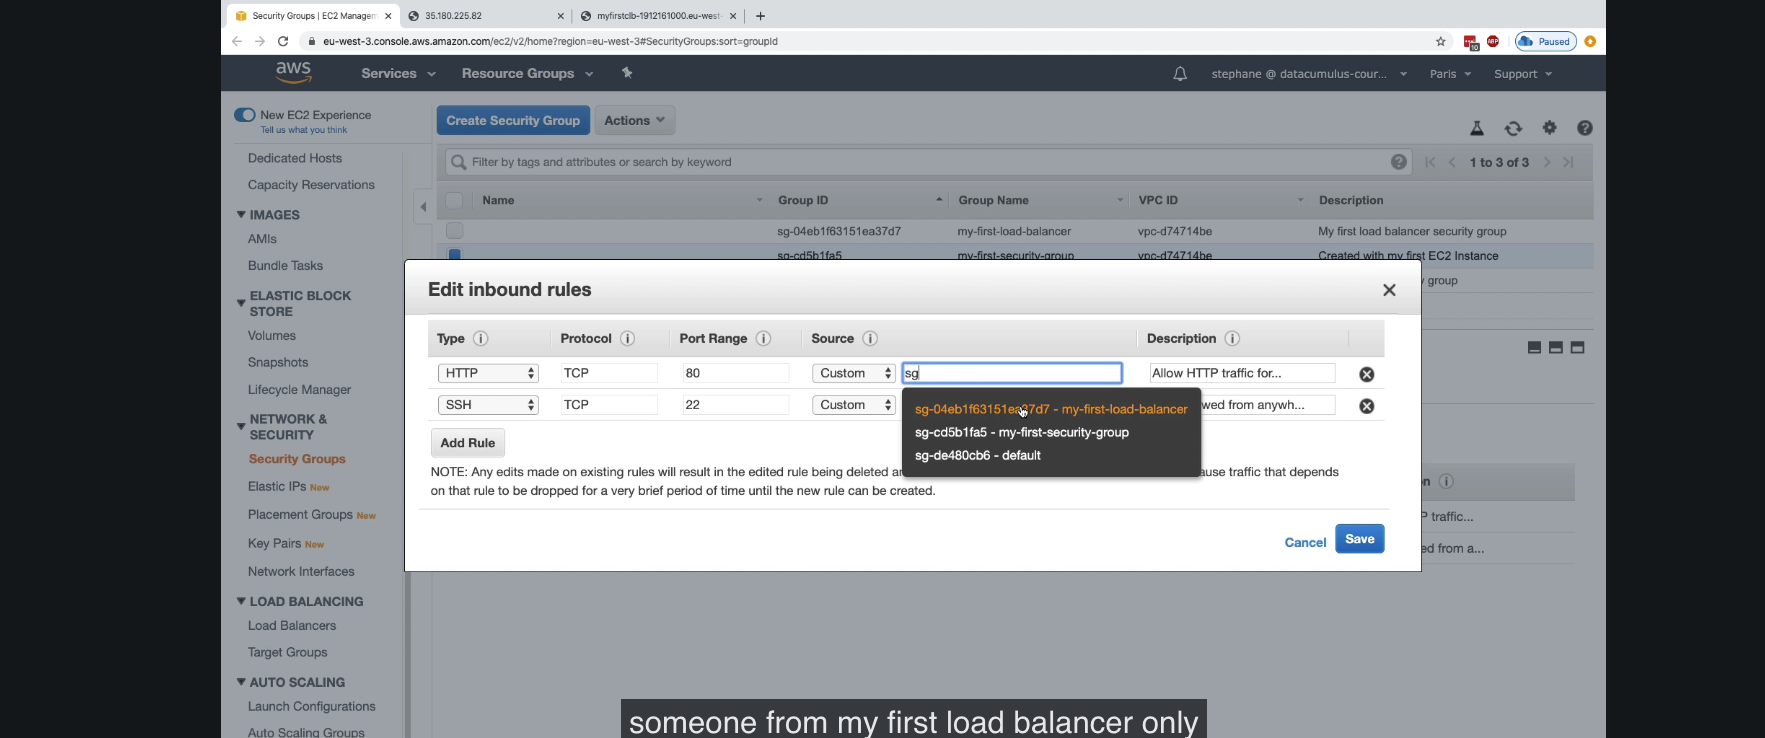 Security Groups | EC2 Managem
35.180.225.82
myfirstclb-1912161000.eu-west-
eu-west-3.console.aws.amazon.com/ec2/v2/home?region=eu-west-3#SecurityGroups:sort=groupId
10
ABP
Paused
aws
Services
Resource Groups
stephane @ datacumulus-cour...
Paris
Support
New EC2 Experience
Tell us what you think
Dedicated Hosts
Capacity Reservations
IMAGES
AMIs
Bundle Tasks
ELASTIC BLOCK
STORE
Volumes
Snapshots
Lifecycle Manager
NETWORK &
SECURITY
Security Groups
Elastic IPs New
Placement Groups New
Key Pairs New
Network Interfaces
LOAD BALANCING
Load Balancers
Target Groups
AUTO SCALING
Launch Configurations
Auto Scaling Groups
Create Security Group
Actions
Filter by tags and attributes or search by keyword
1 to 3 of 3
Name Group ID Group Name VPC ID Description
sg-04eb1f63151ea37d7 my-first-load-balancer vpc-d74714be My first load balancer security group
sg-cd5b1fa5 my-first-security-group vpc-d74714be Created with my first EC2 Instance
group
Edit inbound rules
Type Protocol Port Range Source Description
HTTP TCP 80 Custom sg Allow HTTP traffic for...
SSH TCP 22 Custom wed from anywh...
sg-04eb1f63151ea37d7 - my-first-load-balancer
sg-cd5b1fa5 - my-first-security-group
sg-de480cb6 - default
Add Rule
NOTE: Any edits made on existing rules will result in the edited rule being deleted ause traffic that depends
on that rule to be dropped for a very brief period of time until the new rule can be created.
Cancel
Save
n
P traffic...
ed from a...
someone from my first load balancer only